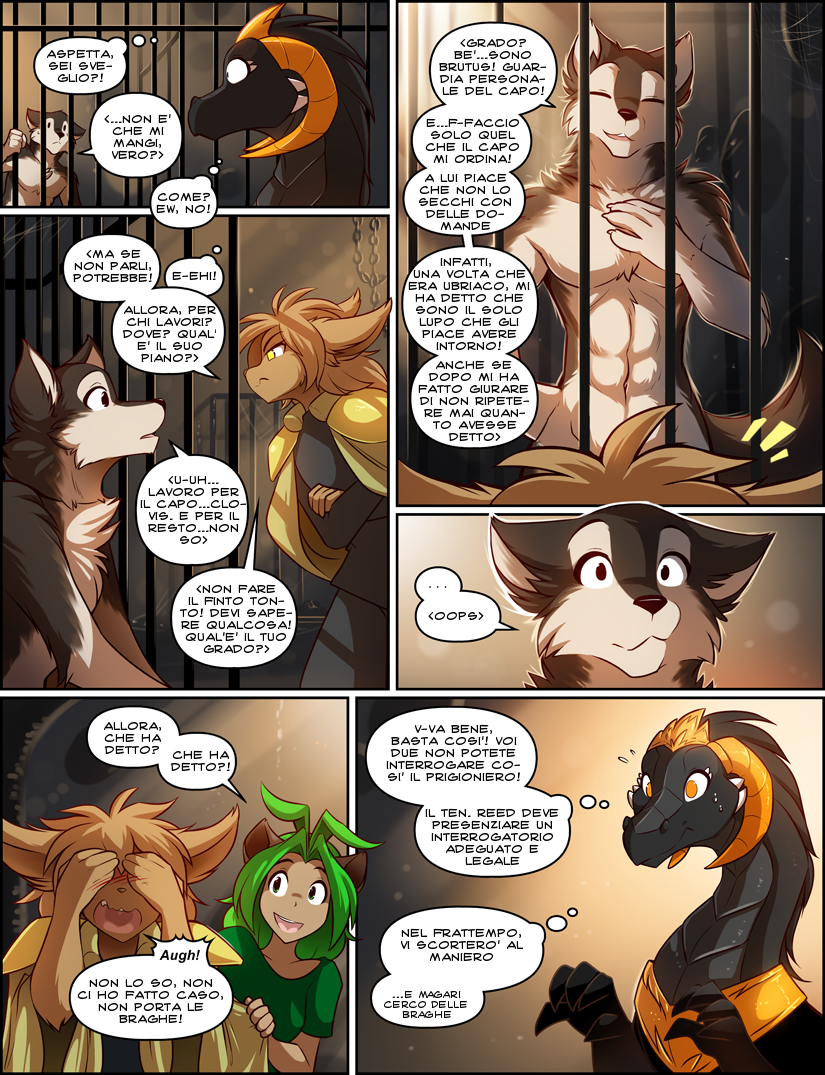 ASPETTA,
SEI SVE-
GLIO?!
<...NON E'
CHE MI
MANGI,
VERO?>
COME?
EW, NO!
<MA SE
NON PARLI,
POTREBBE!
E-EHI!
ALLORA, PER
CHI LAVORI?
DOVE? QUAL'
E' IL SUO
PIANO?>
<U-UH...
LAVORO PER
IL CAPO...CLO-
VIS. E PER IL
RESTO...NON
SO>
<NON FARE
IL FINTO TON-
TO! DEVI SAPE-
RE QUALCOSA!
QUAL'E' IL TUO
GRADO?>
<GRADO?
BE'...SONO
BRUTUS! GUAR-
DIA PERSONA-
LE DEL CAPO!
E...F-FACCIO
SOLO QUEL
CHE IL CAPO
MI ORDINA!
A LUI PIACE
CHE NON LO
SECCHI CON
DELLE DO-
MANDE
INFATTI,
UNA VOLTA CHE
ERA UBRIACO, MI
HA DETTO CHE
SONO IL SOLO
LUPO CHE GLI
PIACE AVERE
INTORNO!
ANCHE SE
DOPO MI HA
FATTO GIURARE
DI NON RIPETE-
RE MAI QUAN-
TO AVESSE
DETTO>
...
<OOPS>
ALLORA,
CHE HA
DETTO?
CHE HA
DETTO?!
Augh!
NON LO SO, NON
CI HO FATTO CASO,
NON PORTA LE
BRAGHE!
V-VA BENE,
BASTA COSI'! VOI
DUE NON POTETE
INTERROGARE CO-
SI' IL PRIGIONIERO!
IL TEN. REED DEVE
PRESENZIARE UN
INTERROGATORIO
ADEGUATO E
LEGALE
NEL FRATTEMPO,
VI SCORTERO' AL
MANIERO
...E MAGARI
CERCO DELLE
BRAGHE